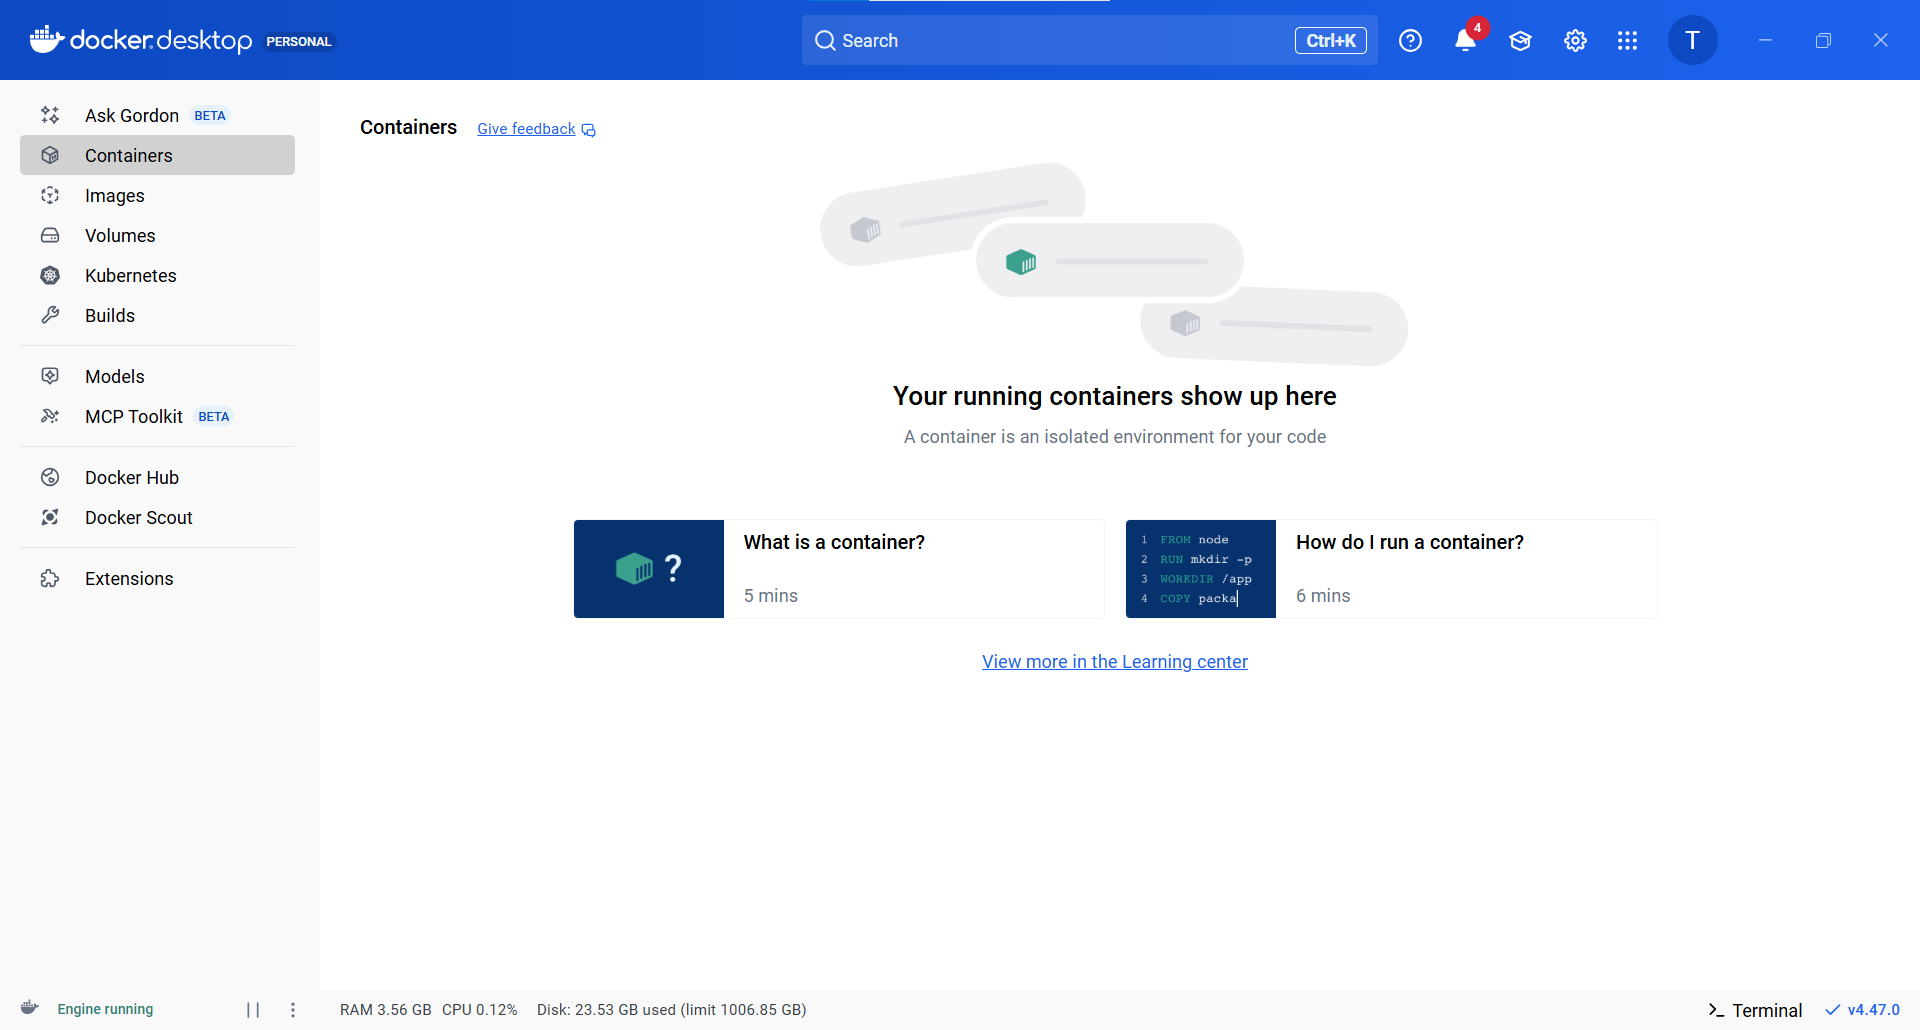 docker.desktop PERSONAL
Search
Ctrl+K
4
T
Ask Gordon BETA
Containers
Images
Volumes
Kubernetes
Builds
Models
MCP Toolkit BETA
Docker Hub
Docker Scout
Extensions
Containers
Give feedback
Your running containers show up here
A container is an isolated environment for your code
?
What is a container?
5 mins
1 FROM node
2 RUN mkdir -p
3 WORKDIR /app
4 COPY packa
How do I run a container?
6 mins
View more in the Learning center
Engine running
RAM 3.56 GB CPU 0.12% Disk: 23.53 GB used (limit 1006.85 GB)
Terminal
v4.47.0